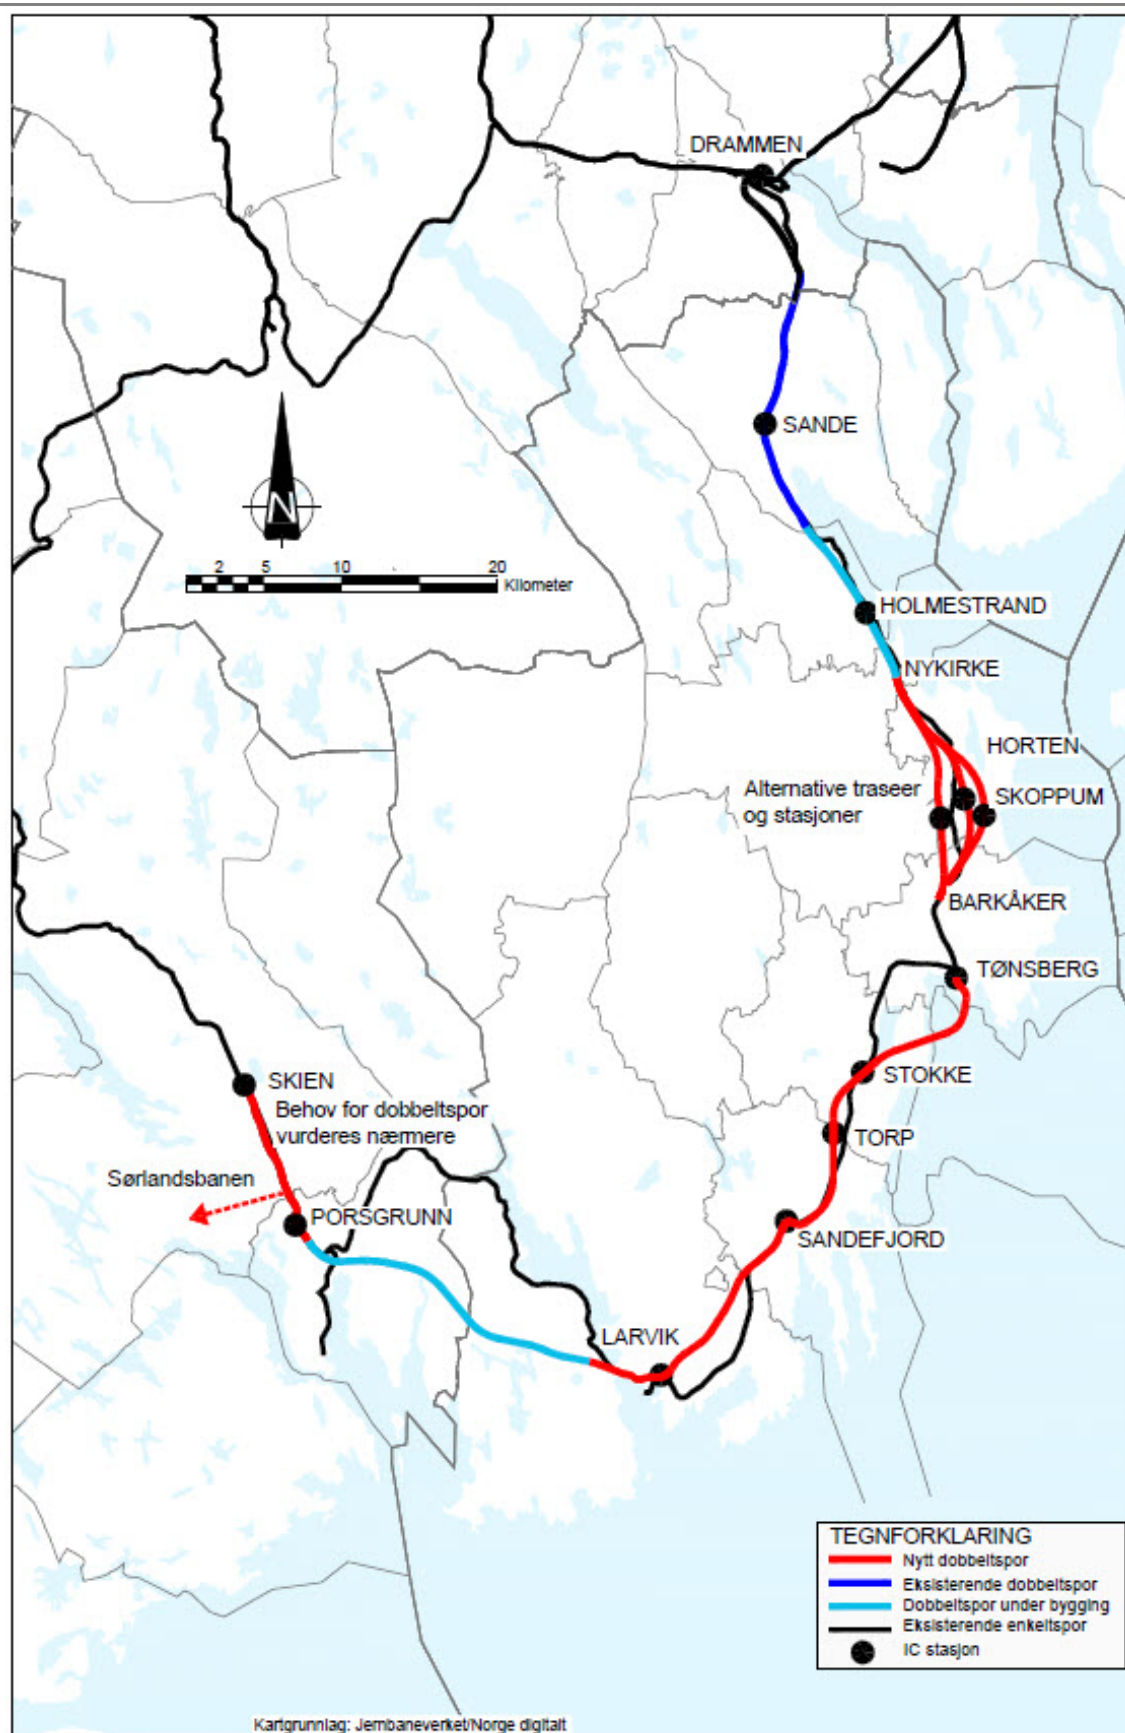 DRAMMEN
SANDE
N
2 5 10 20
Kilometer
HOLMESTRAND
NYKIRKE
HORTEN
Alternative traseer
og stasjoner
SKOPPUM
BARKÅKER
TØNSBERG
STOKKE
SKIEN
Behov for dobbeltspor
vurderes nærmere
TORP
Sørlandsbanen
PORSGRUNN
SANDEFJORD
LARVIK
TEGNFORKLARING
Nytt dobbeltspor
Eksisterende dobbeltspor
Dobbeltspor under bygging
Eksisterende enkeltspor
IC stasjon
Kartgrunnlag: Jernbaneverket/Norge digitalt